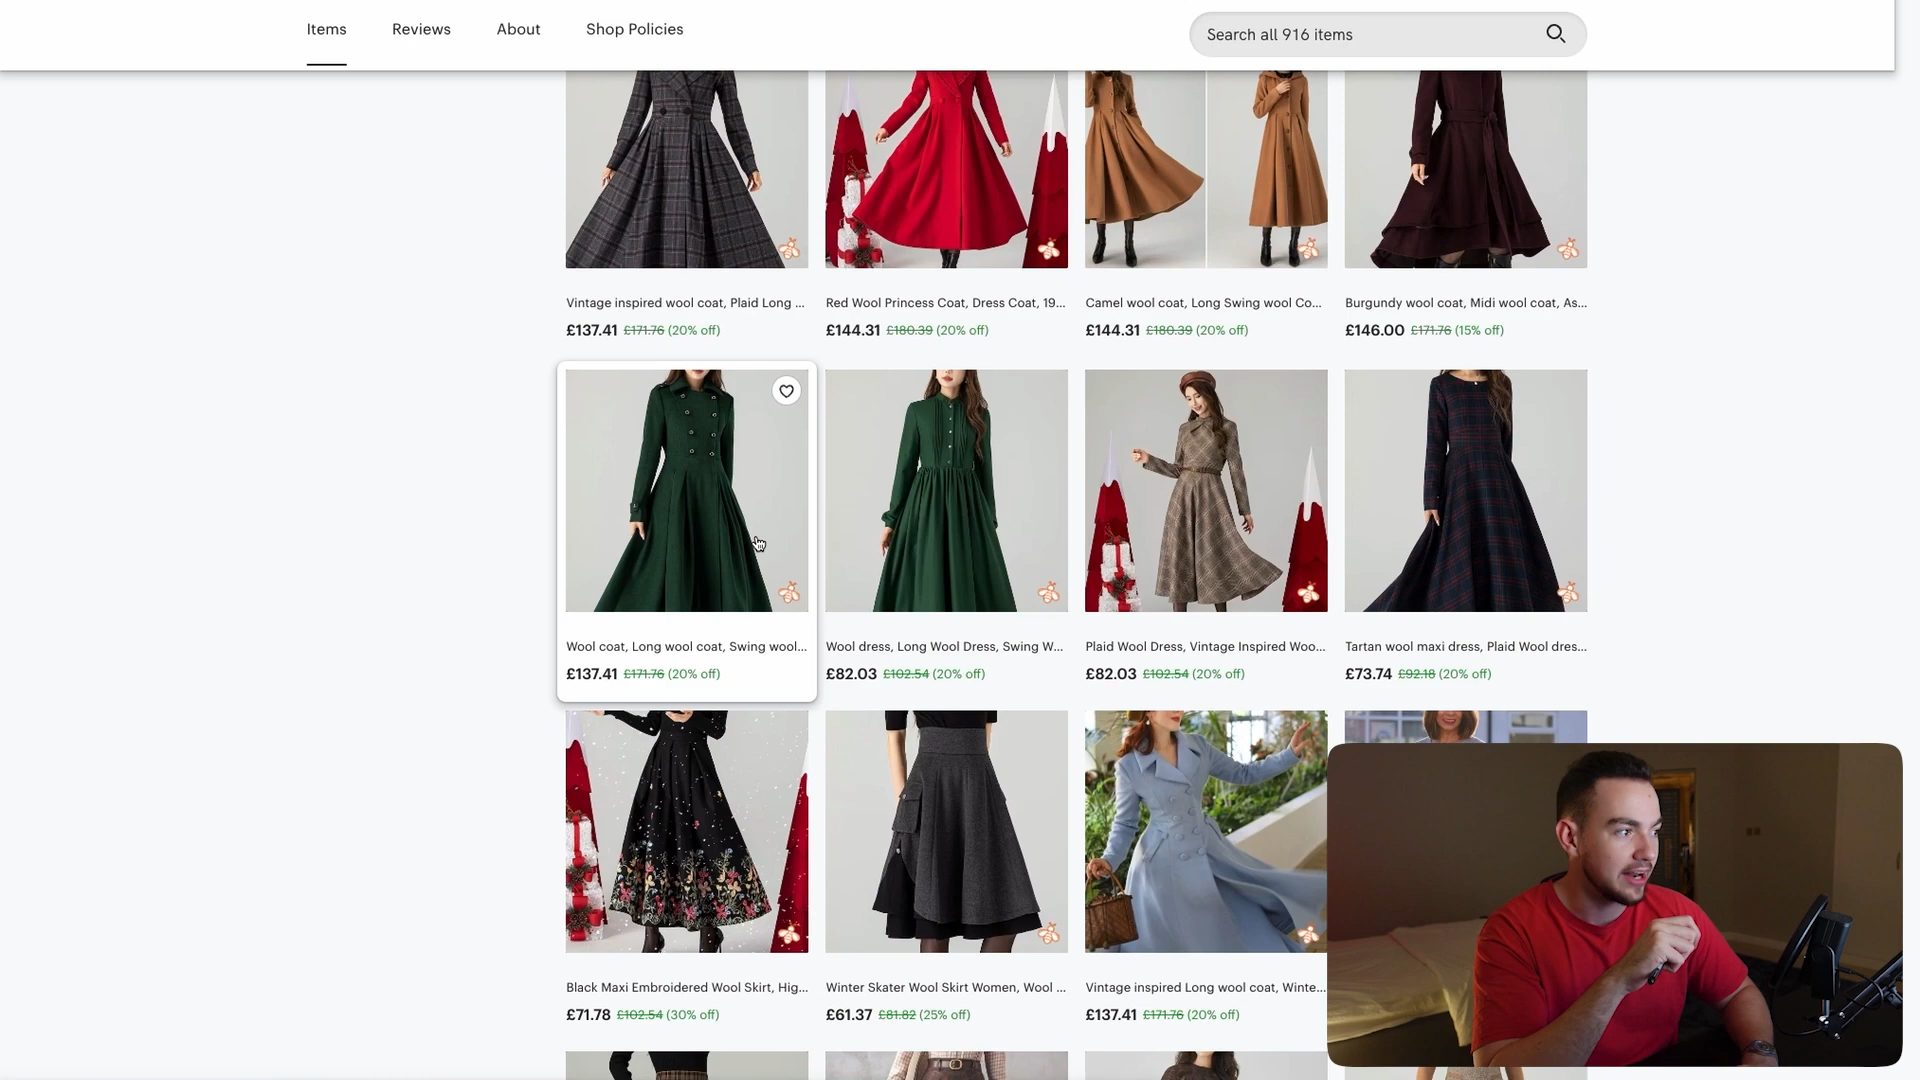 Items
Reviews
About
Shop Policies
Search all 916 items
Vintage inspired wool coat, Plaid Long ...
£137.41 £171.76 (20% off)
Red Wool Princess Coat, Dress Coat, 19...
£144.31 £180.39 (20% off)
Camel wool coat, Long Swing wool Co...
£144.31 £180.39 (20% off)
Burgundy wool coat, Midi wool coat, As...
£146.00 £171.76 (15% off)
Wool coat, Long wool coat, Swing wool...
£137.41 £171.76 (20% off)
Wool dress, Long Wool Dress, Swing W...
£82.03 £102.54 (20% off)
Plaid Wool Dress, Vintage Inspired Woo...
£82.03 £102.54 (20% off)
Tartan wool maxi dress, Plaid Wool dres...
£73.74 £92.18 (20% off)
Black Maxi Embroidered Wool Skirt, Hig...
£71.78 £102.54 (30% off)
Winter Skater Wool Skirt Women, Wool ...
£61.37 £81.82 (25% off)
Vintage inspired Long wool coat, Winte...
£137.41 £171.76 (20% off)